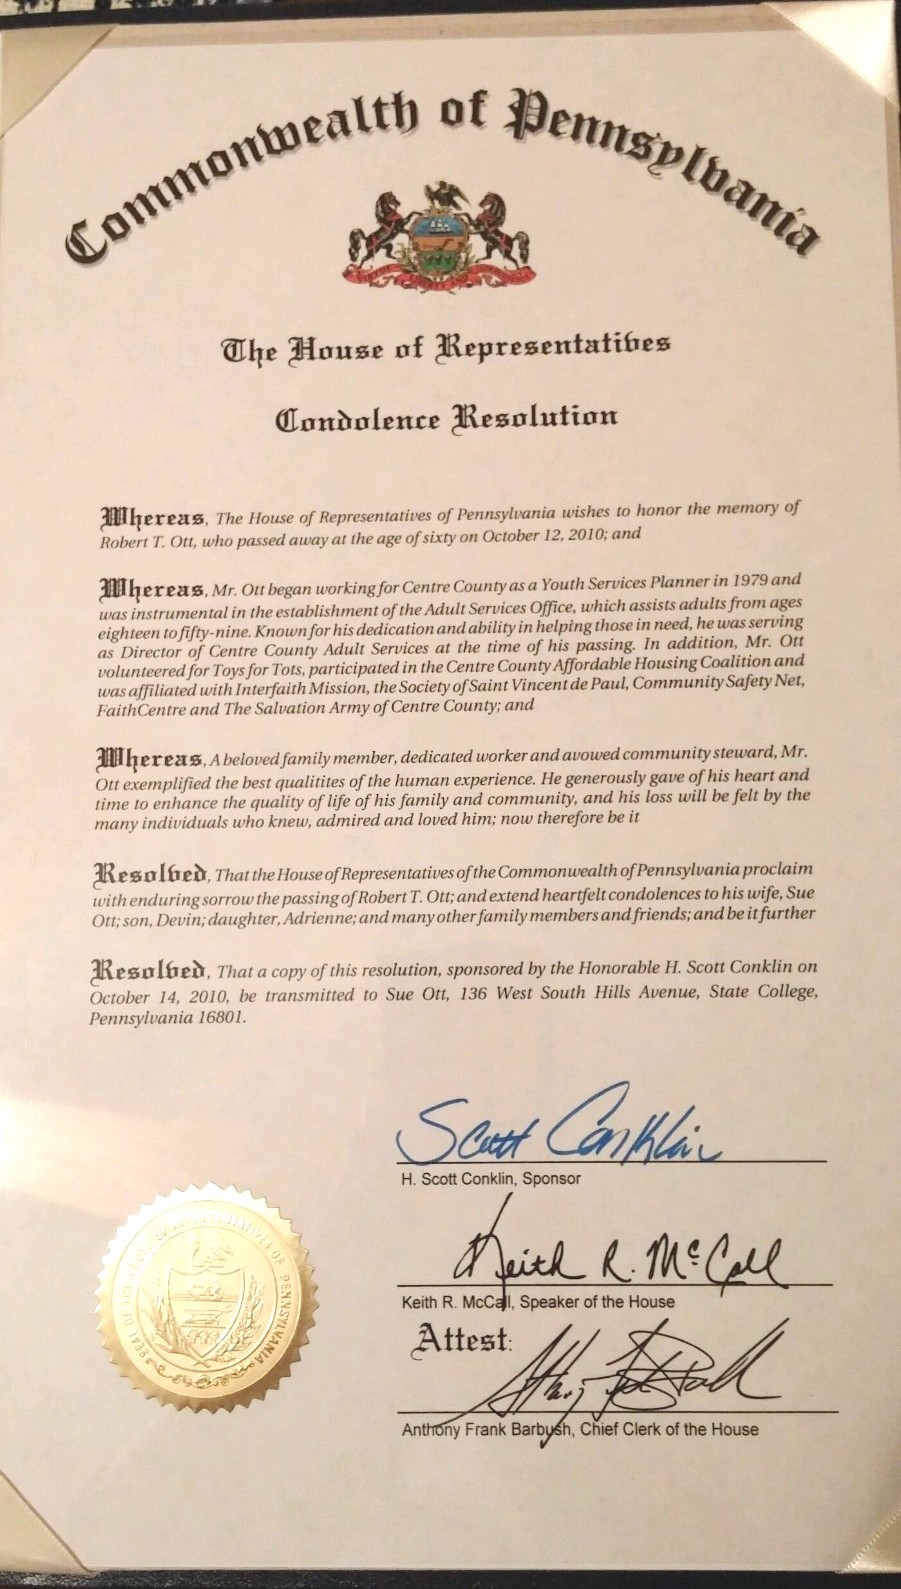 Commonwealth of Pennsylvania
The House of Representatives
Condolence Resolution
Whereas, The House of Representatives of Pennsylvania wishes to honor the memory of
Robert T. Ott, who passed away at the age of sixty on October 12, 2010; and
Whereas, Mr. Ott began working for Centre County as a Youth Services Planner in 1979 and
was instrumental in the establishment of the Adult Services Office, which assists adults from ages
eighteen to fifty-nine. Known for his dedication and ability in helping those in need, he was serving
as Director of Centre County Adult Services at the time of his passing. In addition, Mr. Ott
volunteered for Toys for Tots, participated in the Centre County Affordable Housing Coalition and
was affiliated with Interfaith Mission, the Society of Saint Vincent de Paul, Community Safety Net,
FaithCentre and The Salvation Army of Centre County; and
Whereas, A beloved family member, dedicated worker and avowed community steward, Mr.
Ott exemplified the best qualitites of the human experience. He generously gave of his heart and
time to enhance the quality of life of his family and community, and his loss will be felt by the
many individuals who knew, admired and loved him; now therefore be it
Resolved, That the House of Representatives of the Commonwealth of Pennsylvania proclaim
with enduring sorrow the passing of Robert T. Ott; and extend heartfelt condolences to his wife, Sue
Ott; son, Devin; daughter, Adrienne; and many other family members and friends; and be it further
Resolved, That a copy of this resolution, sponsored by the Honorable H. Scott Conklin on
October 14, 2010, be transmitted to Sue Ott, 136 West South Hills Avenue, State College,
Pennsylvania 16801.
Scott Conklin
H. Scott Conklin, Sponsor
Keith R. McCall
Keith R. McCall, Speaker of the House
Attest:
Anthony Frank Barbush, Chief Clerk of the House
SEAL OF THE HOUSE OF REPRESENTATIVES OF PENNSYLVANIA